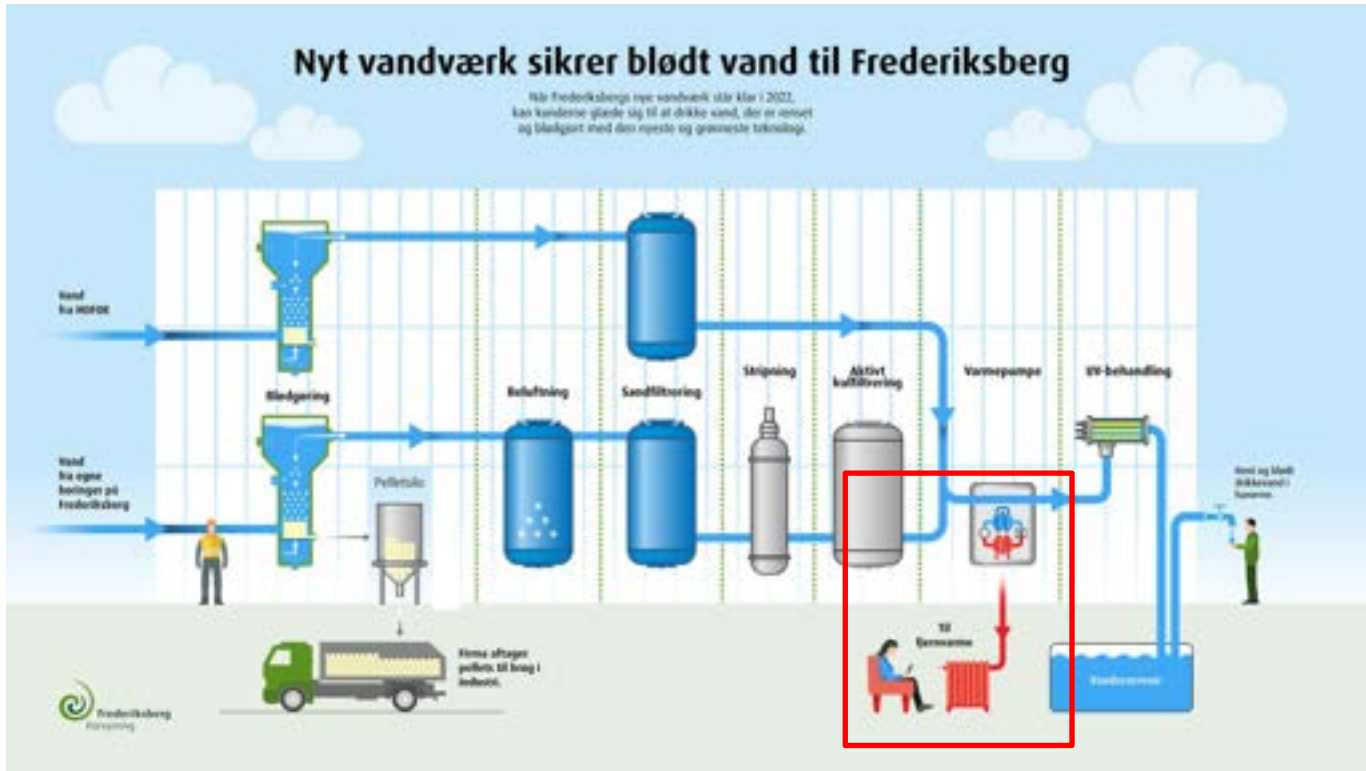 Nyt vandværk sikrer blødt vand til Frederiksberg
Når Frederiksbergs nye vandværk står klar i 2022,
kan kunderne glæde sig til at drikke vand, der er renset
og blødgjort med den nyeste og grønneste teknologi.
Vand
fra HOFOR
Blødgøring
Beluftning
Sandfiltrering
Stripning
Aktivt
kulfiltrering
Varmepumpe
UV-behandling
Vand
fra egne
boringer på
Frederiksberg
Pelletsilo
Rent og blødt
drikkevand i
hanerne.
Til
fjernvarme
Firma aftager
pellets til brug i
industri.
Vandreservoir
Frederiksberg
Forsyning